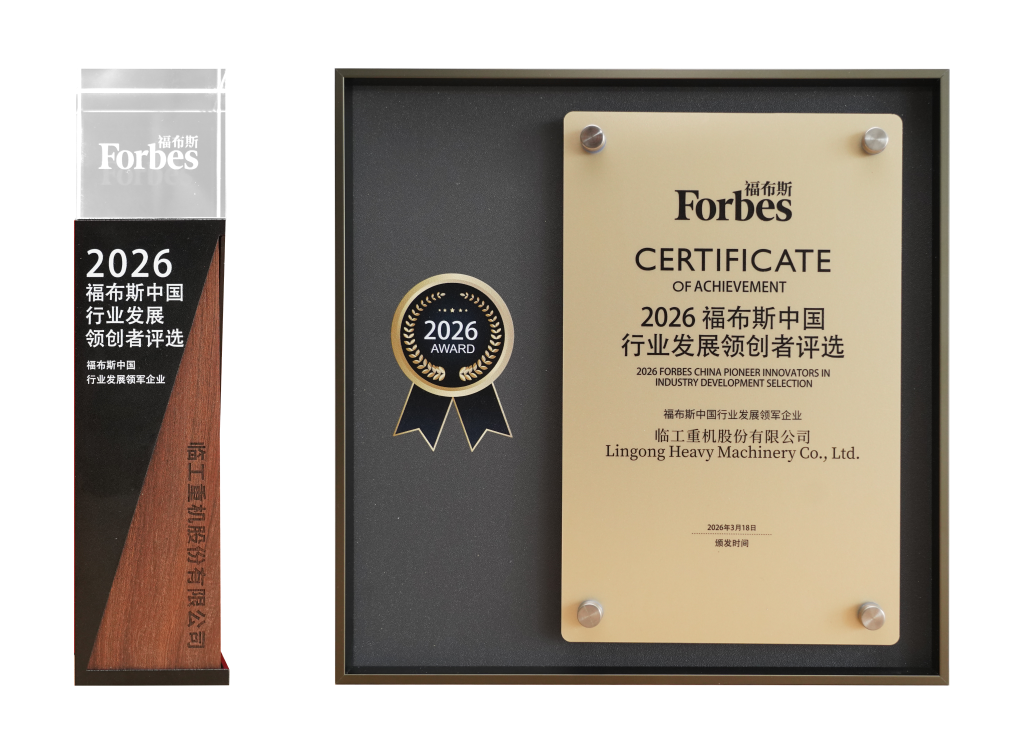 福布斯
Forbes
2026
福布斯中国
行业发展
领创者评选
福布斯中国
行业发展领军企业
临工重机股份有限公司
2026
AWARD
福布斯
Forbes
CERTIFICATE
OF ACHIEVEMENT
2026 福布斯中国
行业发展领创者评选
2026 FORBES CHINA PIONEER INNOVATORS IN
INDUSTRY DEVELOPMENT SELECTION
福布斯中国行业发展领军企业
临工重机股份有限公司
Lingong Heavy Machinery Co., Ltd.
2026年3月18日
颁发时间